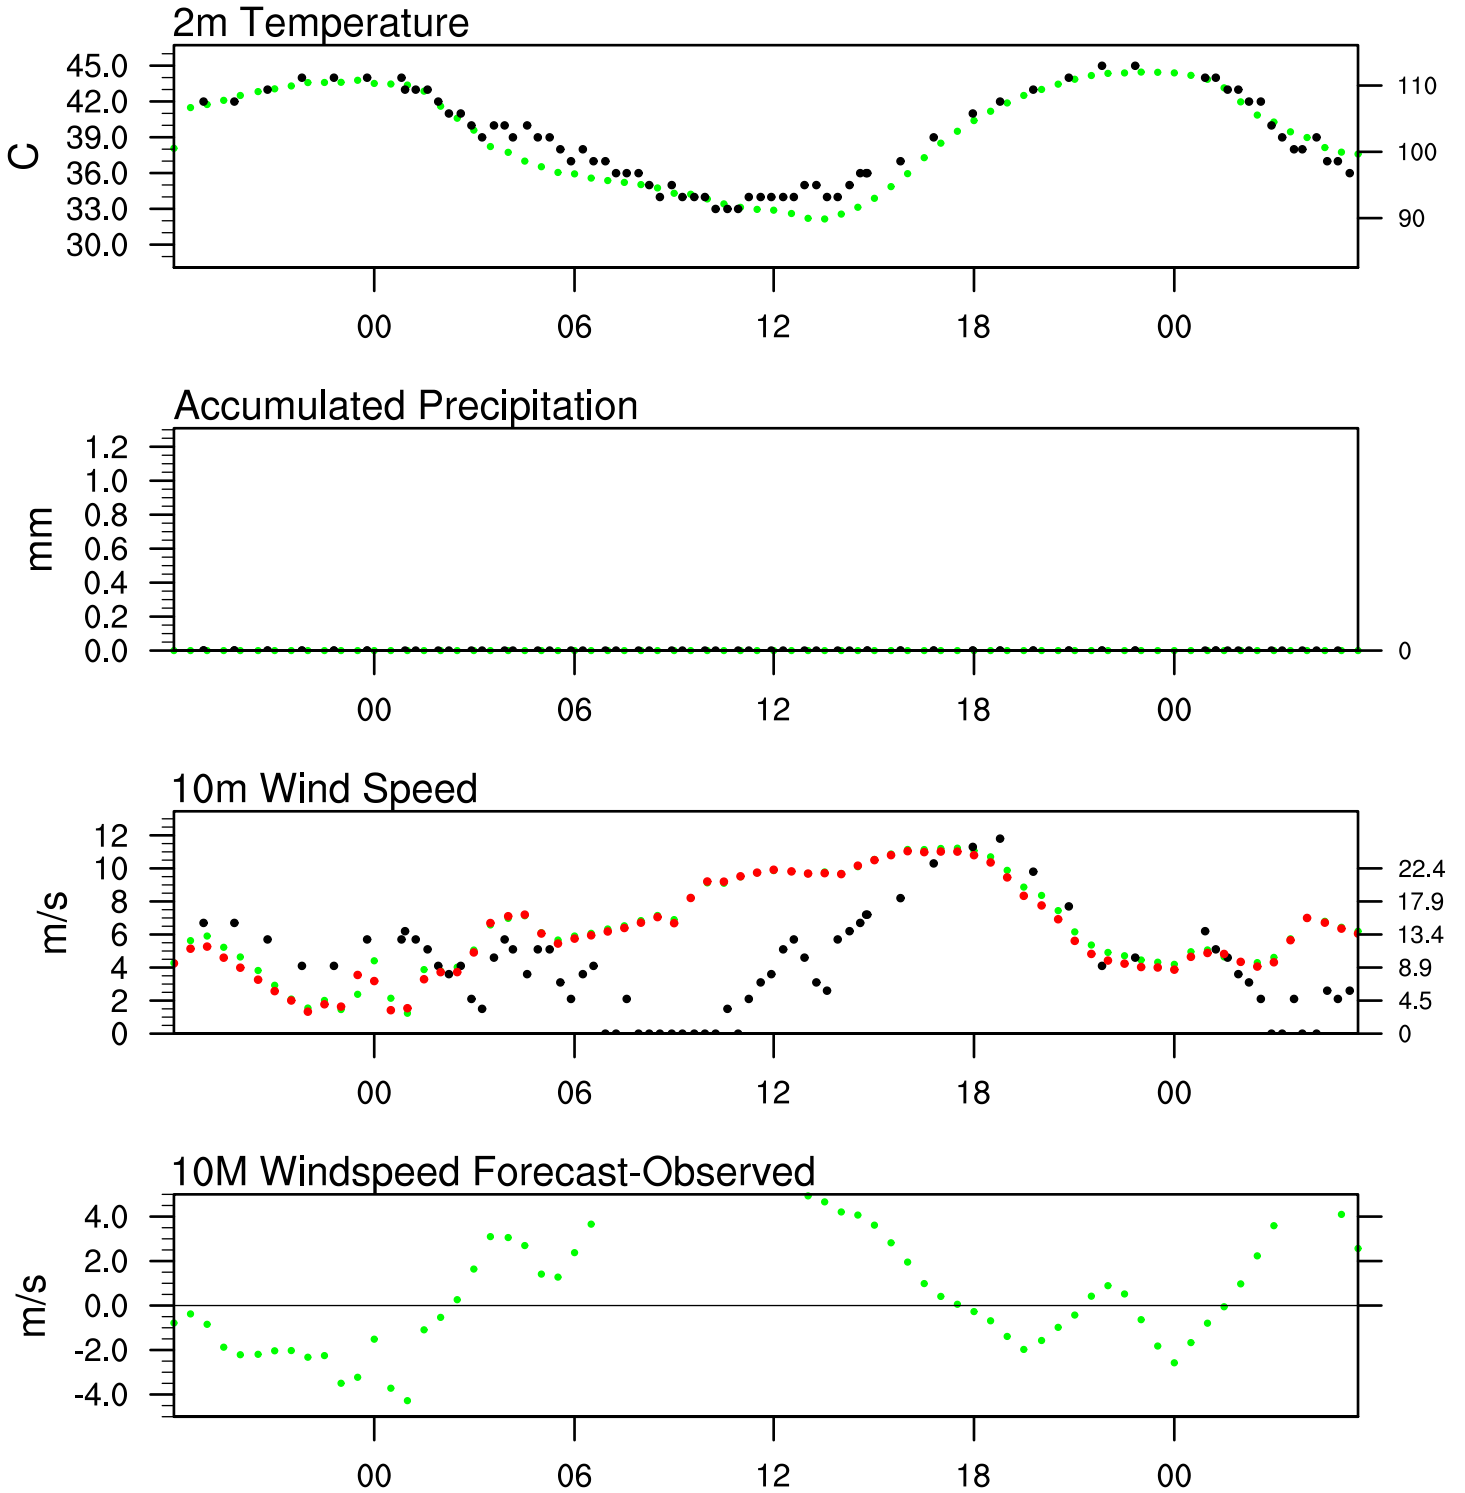 2m Temperature
45.0
42.0
39.0
36.0
33.0
30.0
C
110
100
90
00 06 12 18 00
Accumulated Precipitation
1.2
1.0
0.8
0.6
0.4
0.2
0.0
mm
0
00 06 12 18 00
10m Wind Speed
12
10
8
6
4
2
0
m/s
22.4
17.9
13.4
8.9
4.5
0
00 06 12 18 00
10M Windspeed Forecast-Observed
4.0
2.0
0.0
-2.0
-4.0
m/s
00 06 12 18 00